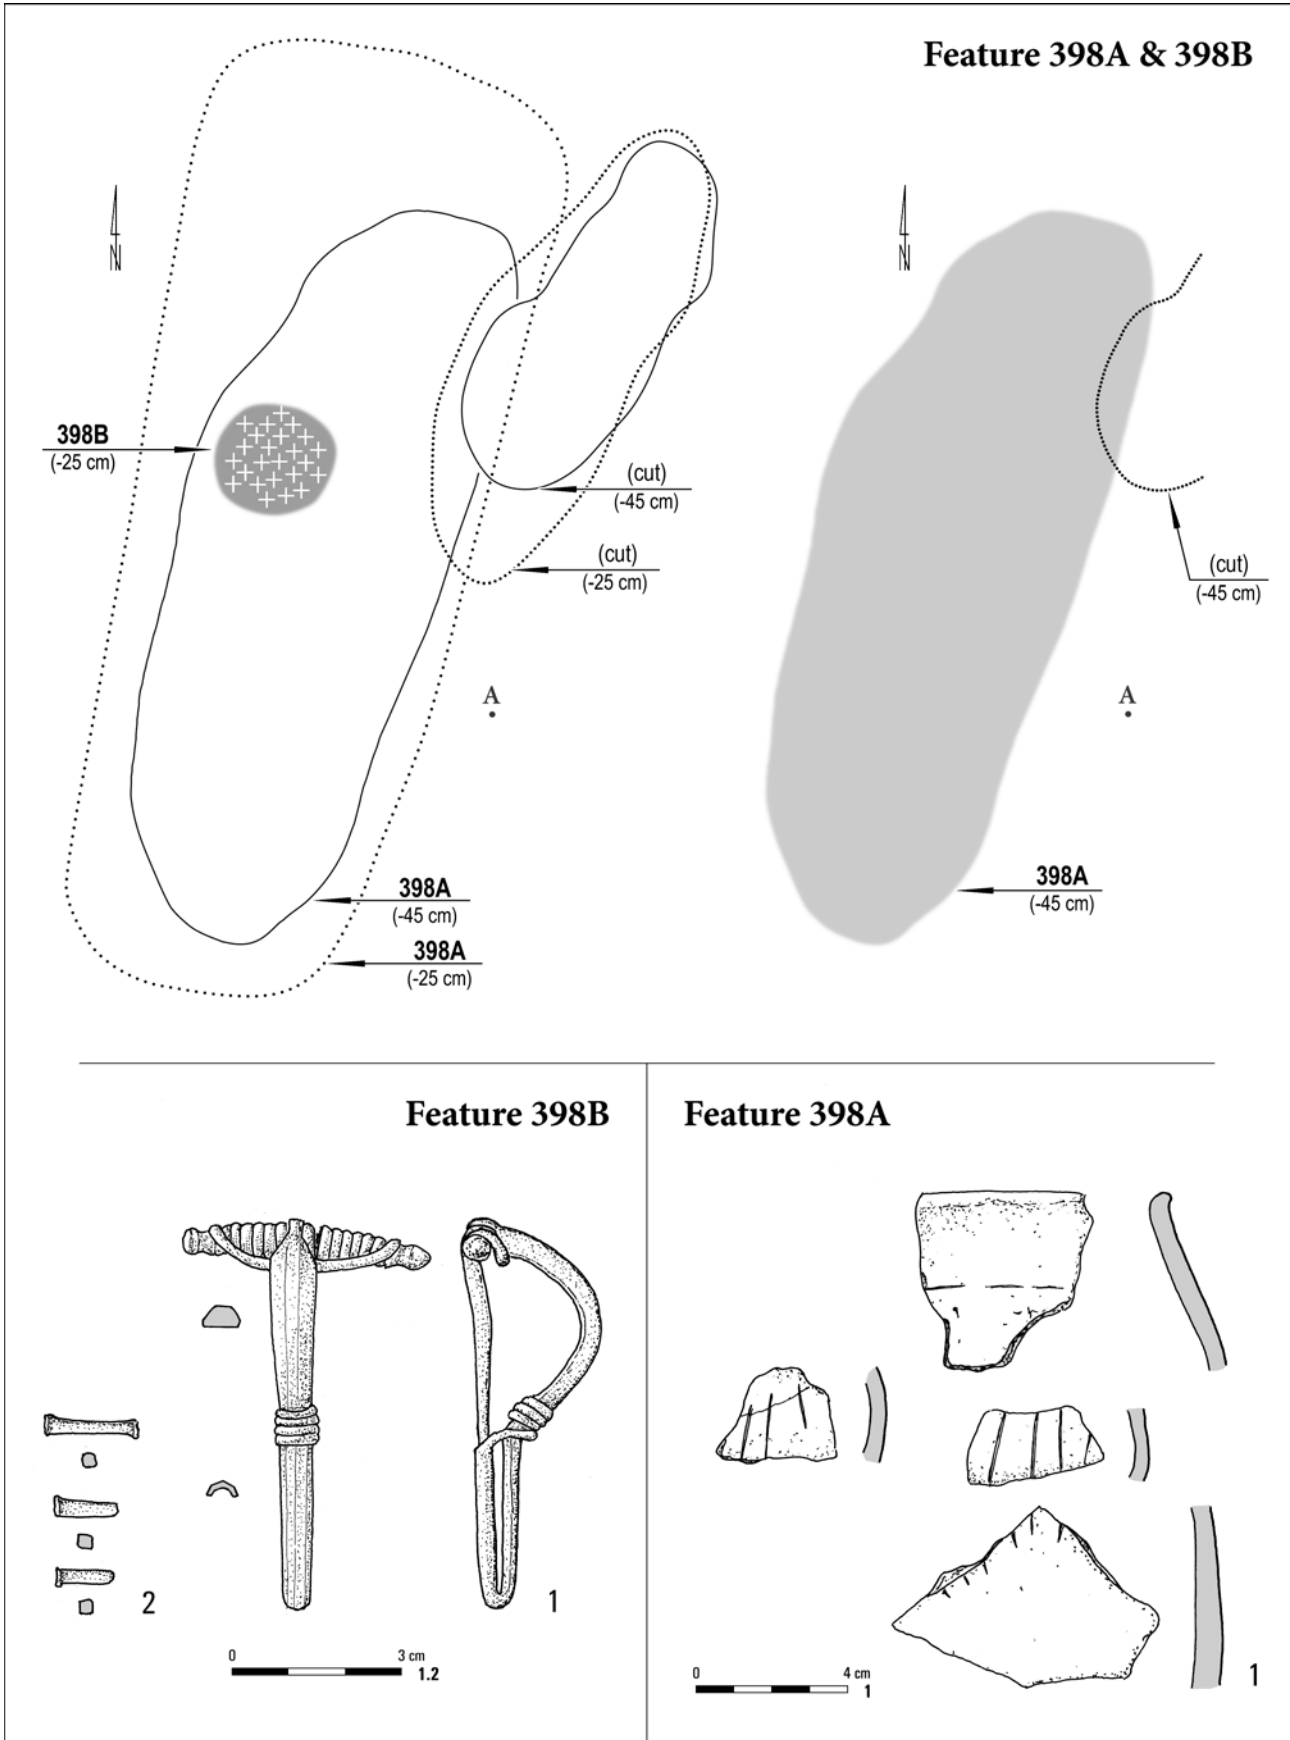 Feature 398A & 398B
N
N
398B
(-25 cm)
(cut)
(-45 cm)
(cut)
(-25 cm)
(cut)
(-45 cm)
A
A
398A
(-45 cm)
398A
(-25 cm)
398A
(-45 cm)
Feature 398B
2
1
0 3 cm
1.2
Feature 398A
1
0 4 cm
1